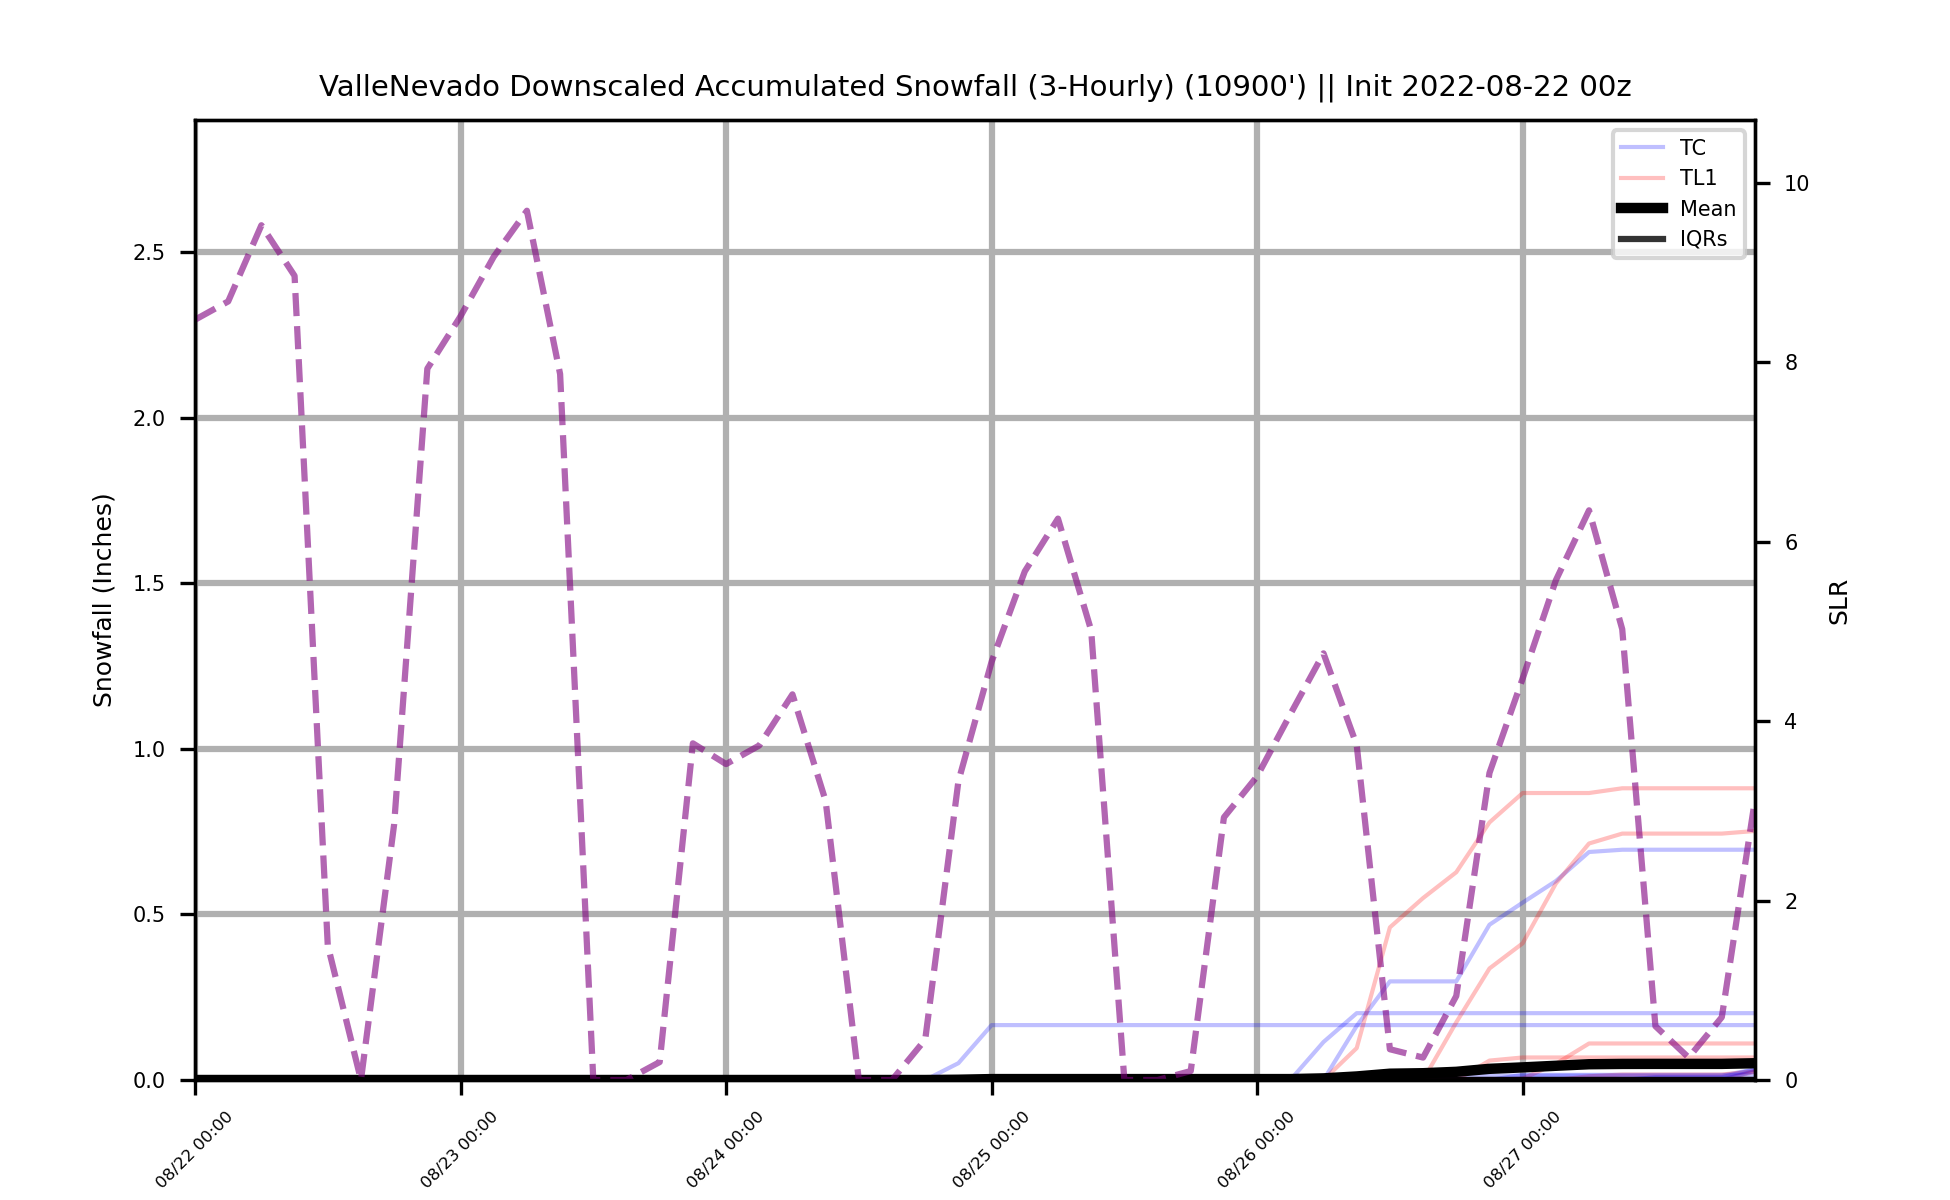 ValleNevado Downscaled Accumulated Snowfall (3-Hourly) (10900') || Init 2022-08-22 00z
TC
TL1
Mean
IQRs
Snowfall (Inches)
2.5
2.0
1.5
1.0
0.5
0.0
10
8
6
4
2
0
SLR
08/22 00:00
08/23 00:00
08/24 00:00
08/25 00:00
08/26 00:00
08/27 00:00